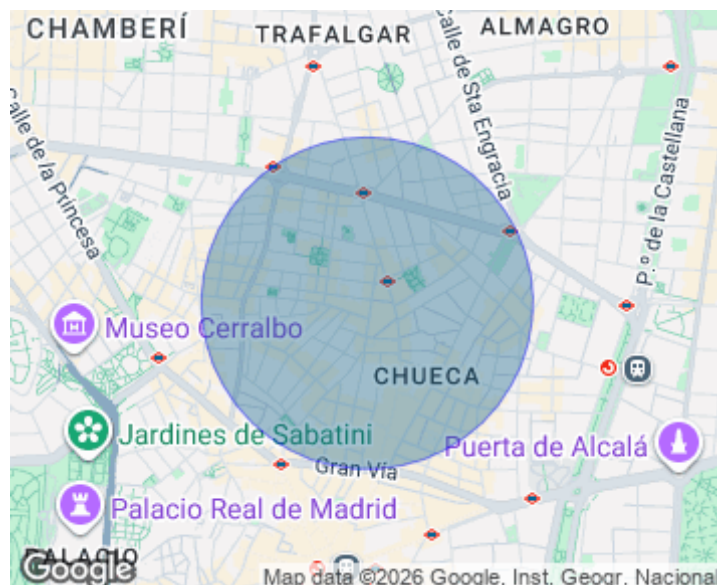 CHAMBERÍ
TRAFALGAR
ALMAGRO
Calle de Sta Engracia
Calle de la Princesa
P.º de la Castellana
Museo Cerralbo
CHUECA
Jardines de Sabatini
Puerta de Alcalá
Gran Vía
Palacio Real de Madrid
PALACIO
Google
Map data ©2026 Google, Inst. Geogr. Nacional